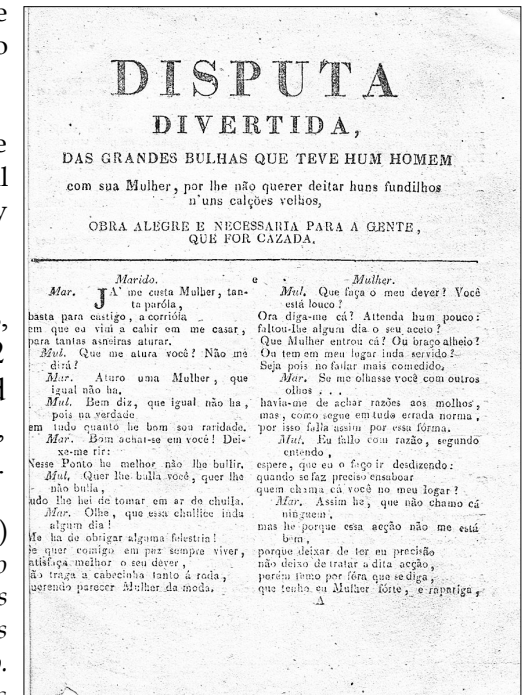 DISPUTA
DIVERTIDA,
DAS GRANDES BULHAS QUE TEVE HUM HOMEM
com sua Mulher, por lhe não querer deitar huns fundilhos
n'uns calções velhos,
OBRA ALEGRE E NECESSARIA PARA A GENTE,
QUE FOR CAZADA.
Marido. e Mulher.
Mar. JA' me custa Mulher, tan-
ta paróla,
basta para castigo, a corrióla
em que eu vim a cahir em me casar,
para tantas asneiras aturar.
Mul. Que me atura você? Não me
dirá?
Mar. Aturo uma Mulher, que
igual não ha.
Mul. Bem diz, que igual não ha,
pois na verdade
em tudo quanto he bom sou raridade.
Mar. Bom achar-se em você! Dei-
xe-me rir:
Nesse Ponto he melhor não lhe bullir.
Mul. Quer lhe bulla você, quer lhe
não bulla,
tudo lhe hei de tomar em ar de chulla.
Mar. Olhe, que essa chullice inda
algum dia!
Me ha de obrigar alguma
Se quer comigo em paz sempre viver,
satisfaça melhor o seu dever,
não traga a cabecinha tanto á roda,
querendo parecer Mulher da moda.
Mul. Que faça o meu dever? Você
está louco?
Ora diga-me cá? Attenda hum pouco:
faltou-lhe algum dia o seu aceio?
Que Mulher entrou cá? Ou braço alheio?
Ou tem em meu logar inda servido?
Seja pois no fallar mais comedido.
Mar. Se me olhasse você com outros
olhos . . .
havia-me de achar razões aos molhos,
mas, como segue em tudo errada norma,
por isso falla assim por essa fórma.
Mul. Eu fallo com razão, segundo
entendo,
espere, que eu o faço ir desdizendo:
quando se faz preciso ensaboar
quem chama cá você no meu logar?
Mar. Assim he, que não chamo cá
ninguem,
mas he porque essa acção não me está
bem,
porque deixar de ter eu precisão
não deixo de tratar a dita acção,
porém temo por fóra que se diga,
que tenho eu Mulher fórte, e rapariga,
A